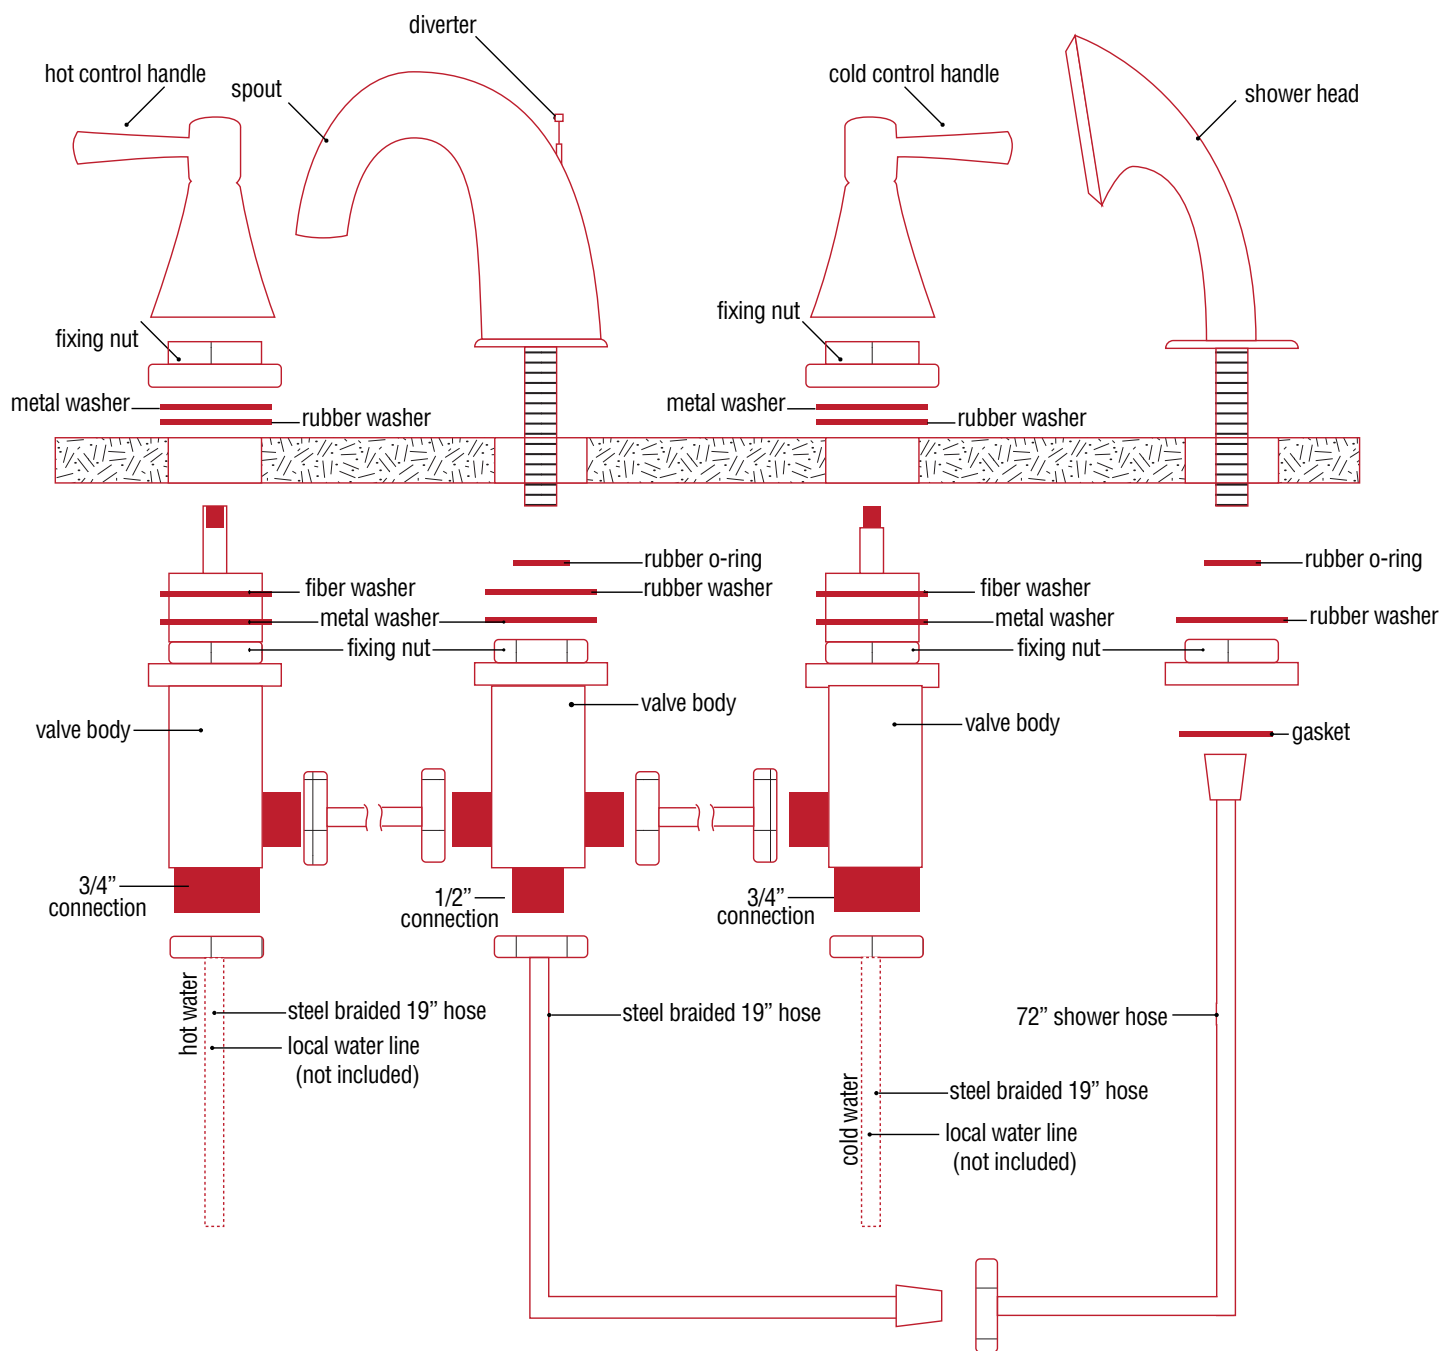 diverter
hot control handle
spout
cold control handle
shower head
fixing nut
fixing nut
metal washer
rubber washer
metal washer
rubber washer
rubber o-ring
rubber o-ring
fiber washer
rubber washer
fiber washer
metal washer
metal washer
rubber washer
fixing nut
fixing nut
valve body
valve body
valve body
gasket
3/4”
connection
1/2”
connection
3/4”
connection
hot water
steel braided 19” hose
local water line
(not included)
steel braided 19” hose
72” shower hose
cold water
steel braided 19” hose
local water line
(not included)